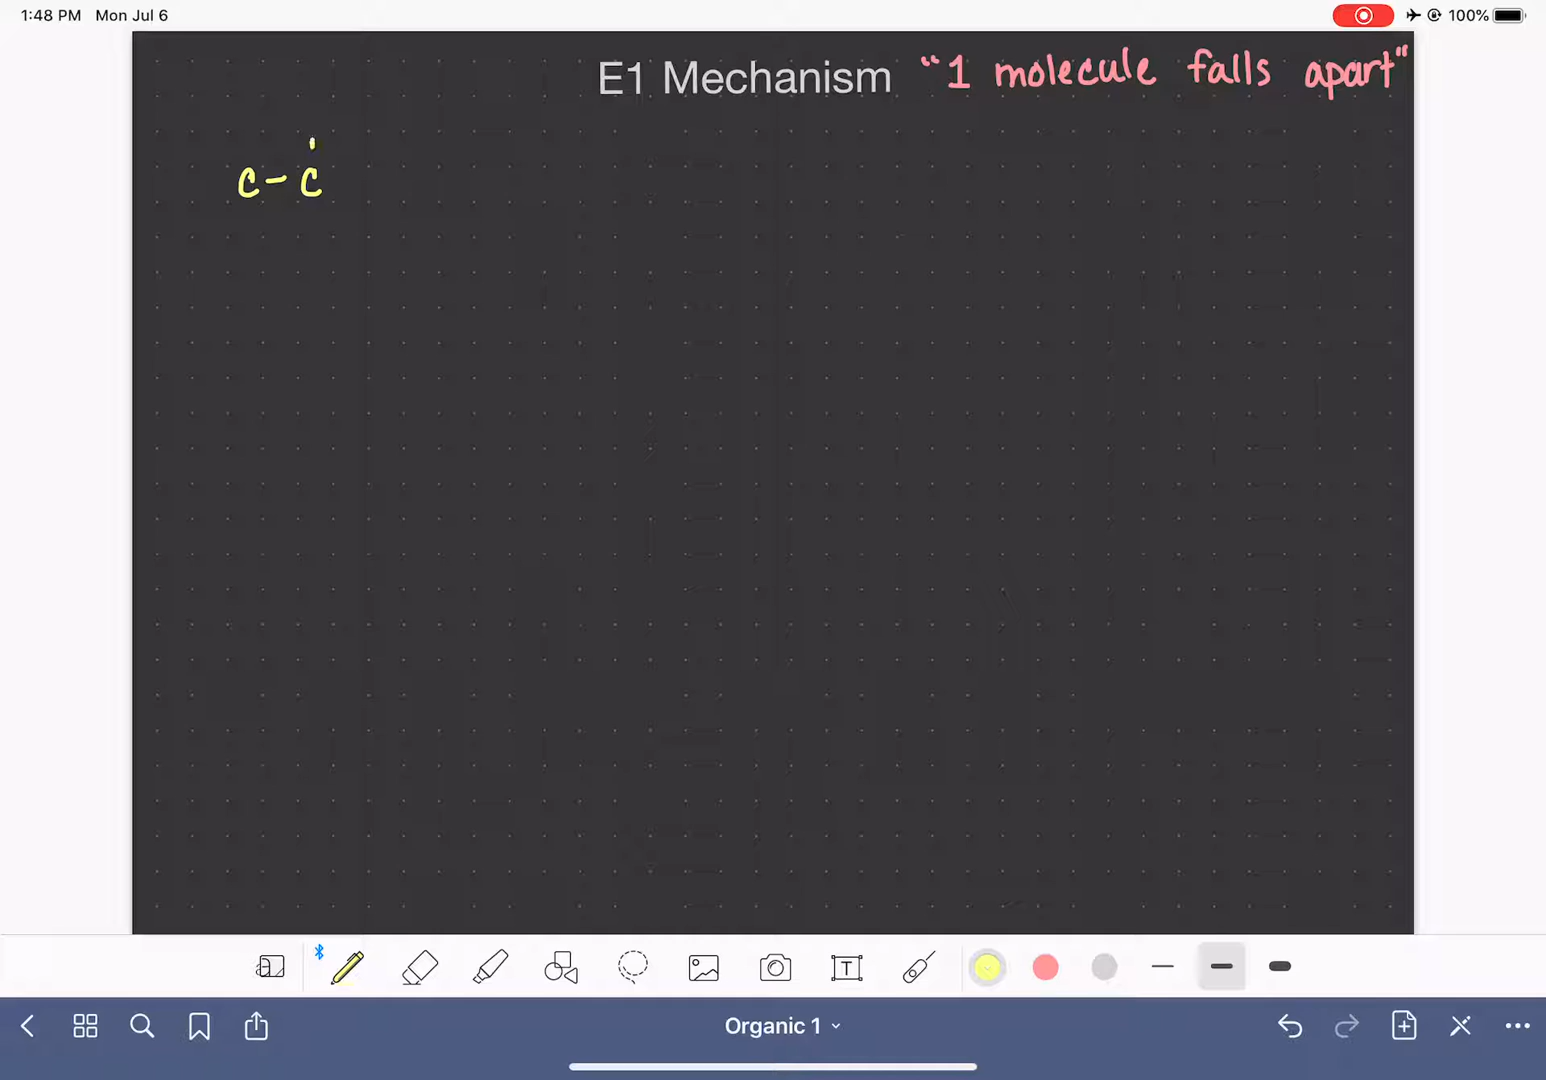 1:48 PM Mon Jul 6
100%
E1 Mechanism "1 molecule falls apart"
c-c
T
Organic 1